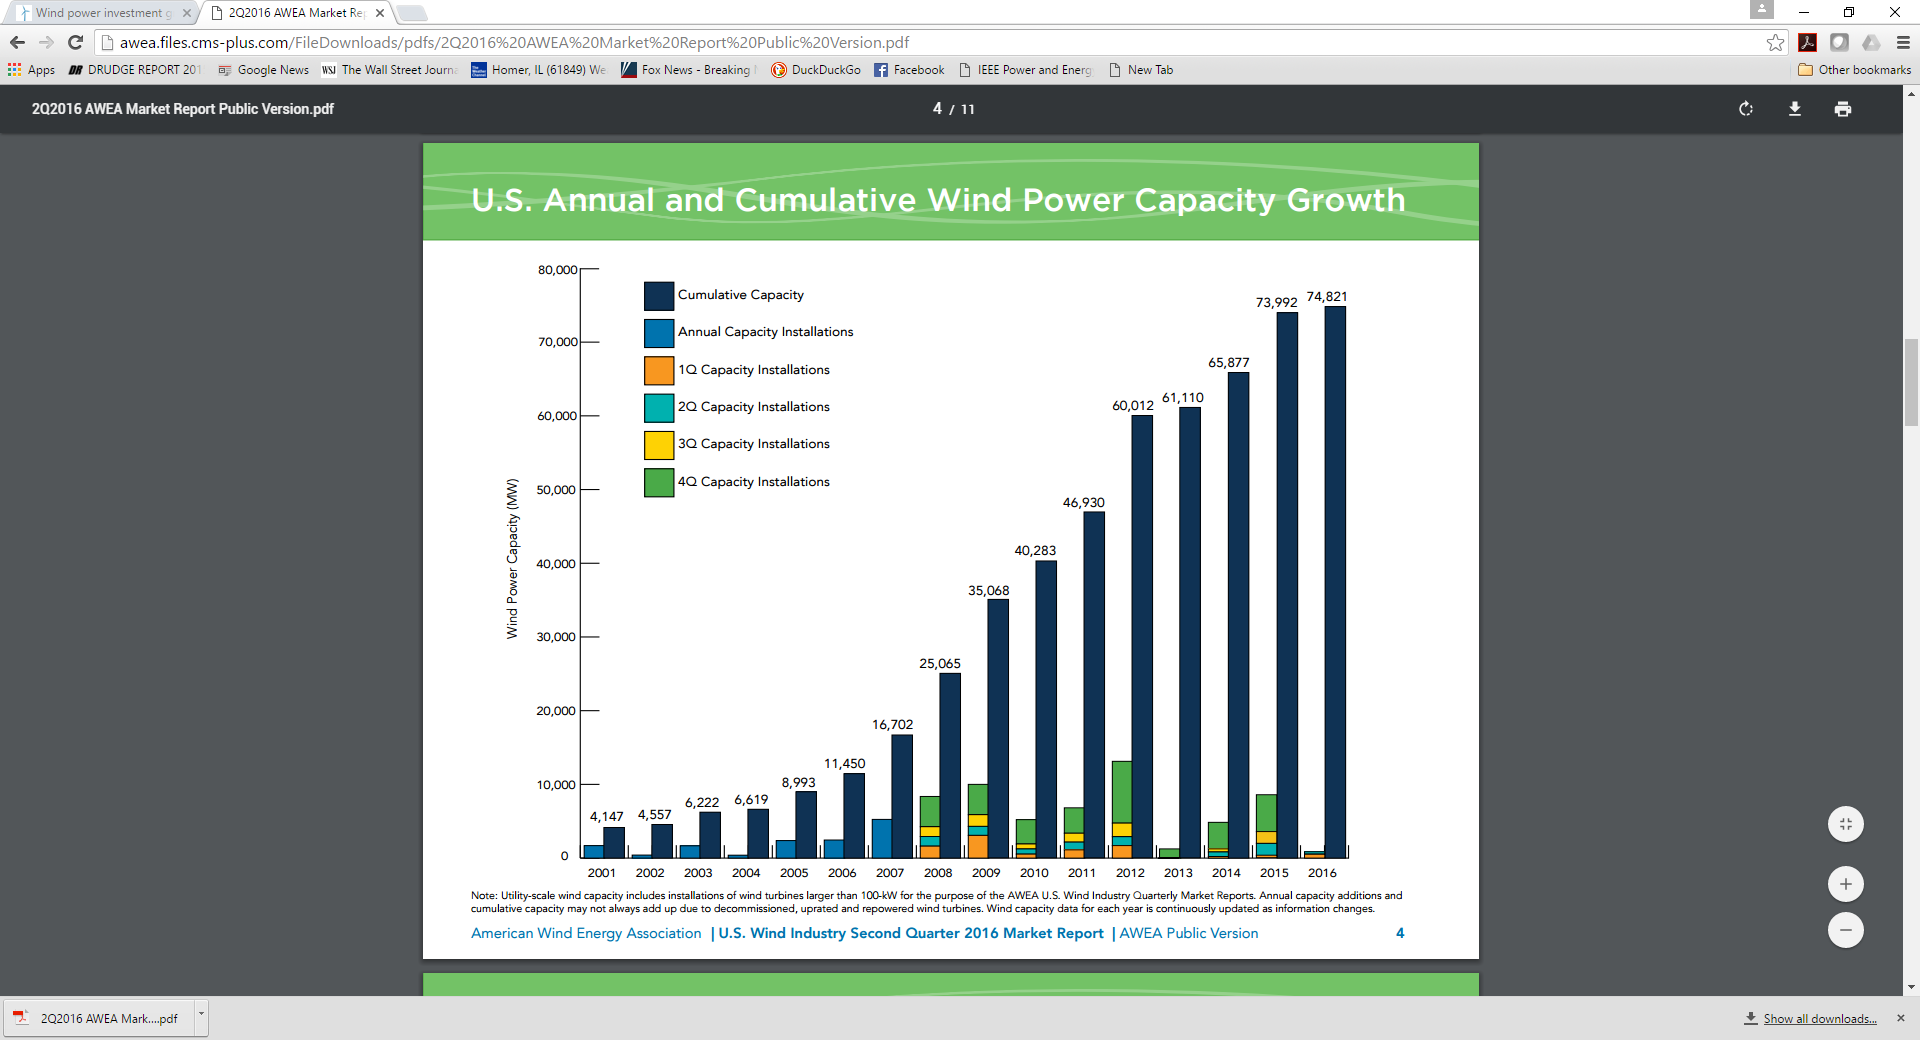 Wind power investment g
2Q2016 AWEA Market Re
awea.files.cms-plus.com/FileDownloads/pdfs/2Q2016%20AWEA%20Market%20Report%20Public%20Version.pdf
Apps DR DRUDGE REPORT 201 Google News WSJ The Wall Street Journa Homer, IL (61849) We Fox News - Breaking DuckDuckGo Facebook IEEE Power and Energ New Tab Other bookmarks
2Q2016 AWEA Market Report Public Version.pdf 4 / 11
U.S. Annual and Cumulative Wind Power Capacity Growth
80,000
70,000
60,000
50,000
40,000
30,000
20,000
10,000
0
Wind Power Capacity (MW)
Cumulative Capacity
Annual Capacity Installations
1Q Capacity Installations
2Q Capacity Installations
3Q Capacity Installations
4Q Capacity Installations
4,147 4,557 6,222 6,619 8,993 11,450 16,702 25,065 35,068 40,283 46,930 60,012 61,110 65,877 73,992 74,821
2001 2002 2003 2004 2005 2006 2007 2008 2009 2010 2011 2012 2013 2014 2015 2016
Note: Utility-scale wind capacity includes installations of wind turbines larger than 100-kW for the purpose of the AWEA U.S. Wind Industry Quarterly Market Reports. Annual capacity additions and
cumulative capacity may not always add up due to decommissioned, uprated and repowered wind turbines. Wind capacity data for each year is continuously updated as information changes.
American Wind Energy Association | U.S. Wind Industry Second Quarter 2016 Market Report | AWEA Public Version 4
2Q2016 AWEA Mark....pdf Show all downloads...